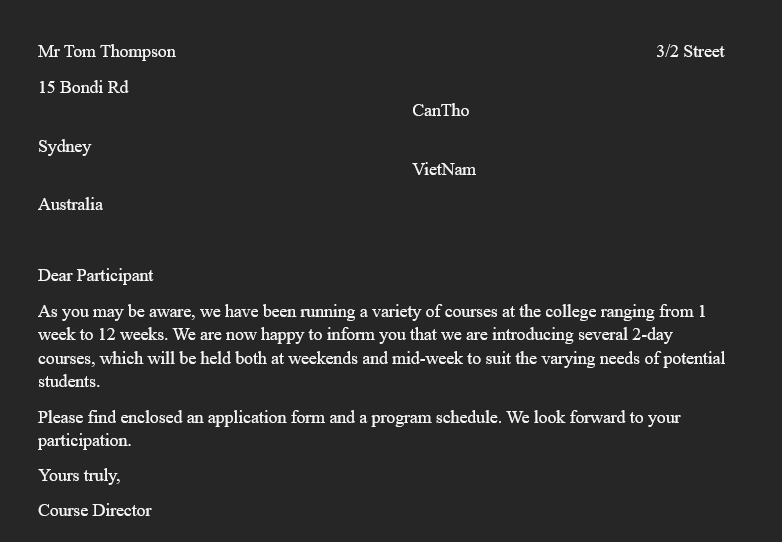 Mr Tom Thompson 3/2 Street
15 Bondi Rd
CanTho
Sydney
VietNam
Australia
Dear Participant
As you may be aware, we have been running a variety of courses at the college ranging from 1
week to 12 weeks. We are now happy to inform you that we are introducing several 2-day
courses, which will be held both at weekends and mid-week to suit the varying needs of potential
students.
Please find enclosed an application form and a program schedule. We look forward to your
participation.
Yours truly,
Course Director